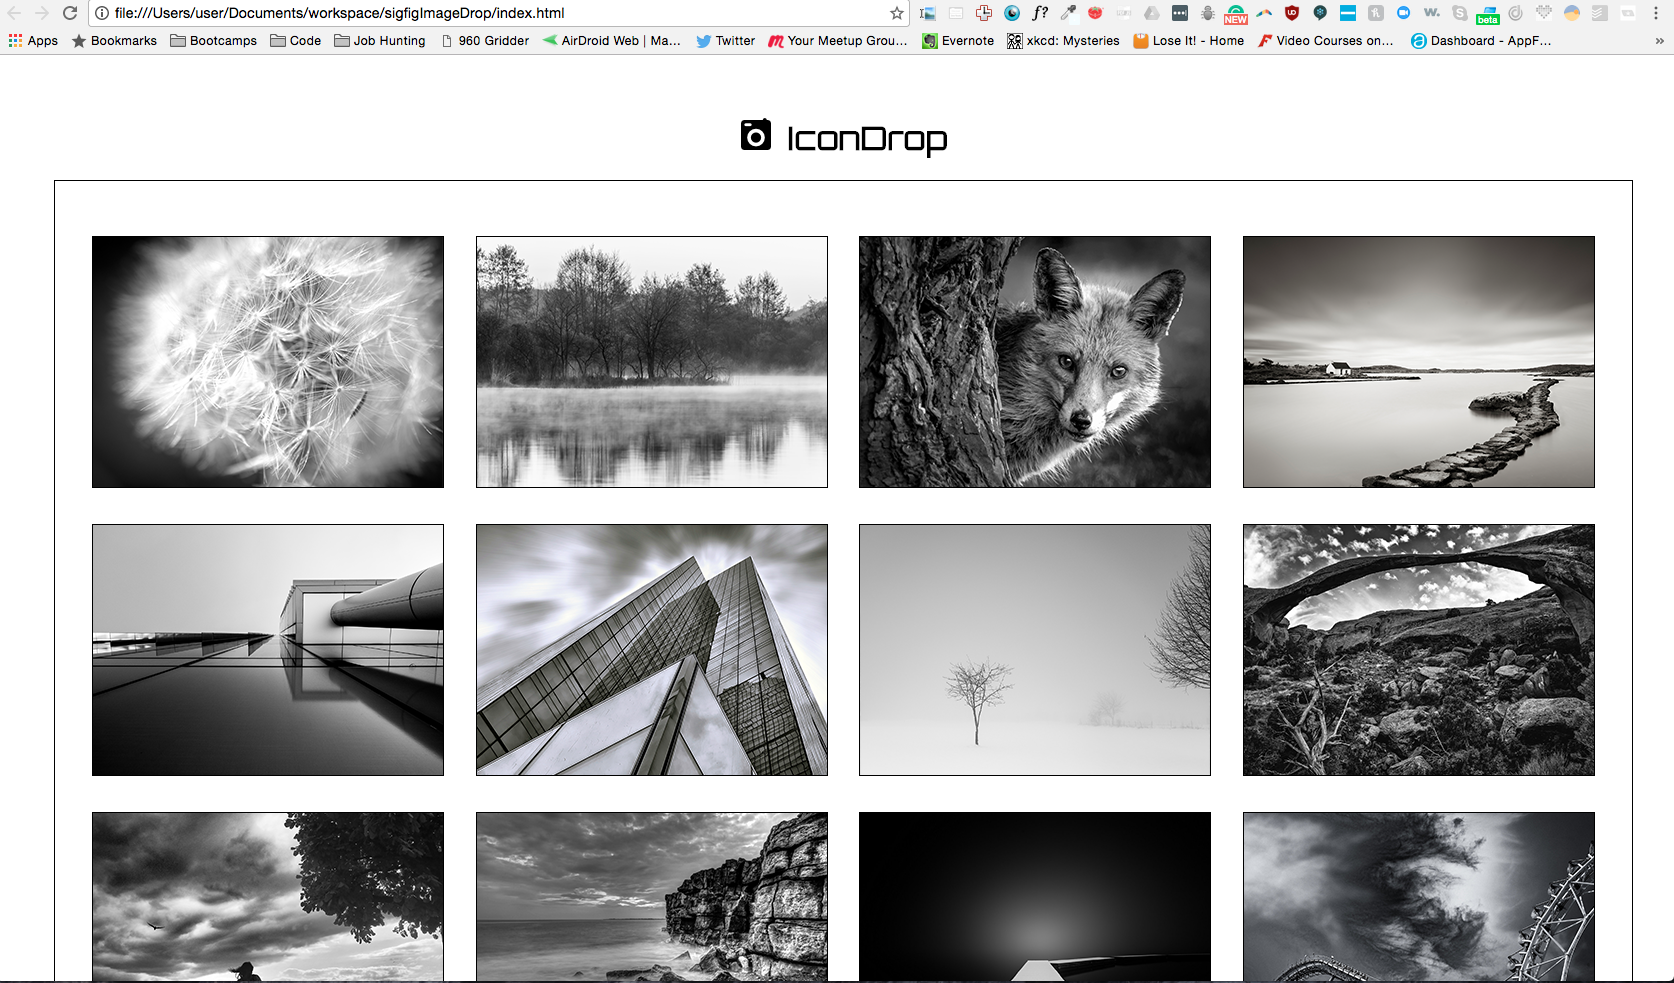 file:///Users/user/Documents/workspace/sigfigImageDrop/index.html
f?
NEW
UD
w.
beta
Apps Bookmarks Bootcamps Code Job Hunting 960 Gridder AirDroid Web | Ma... Twitter Your Meetup Grou... Evernote xkcd: Mysteries Lose It! - Home Video Courses on... Dashboard - AppF... »
IconDrop